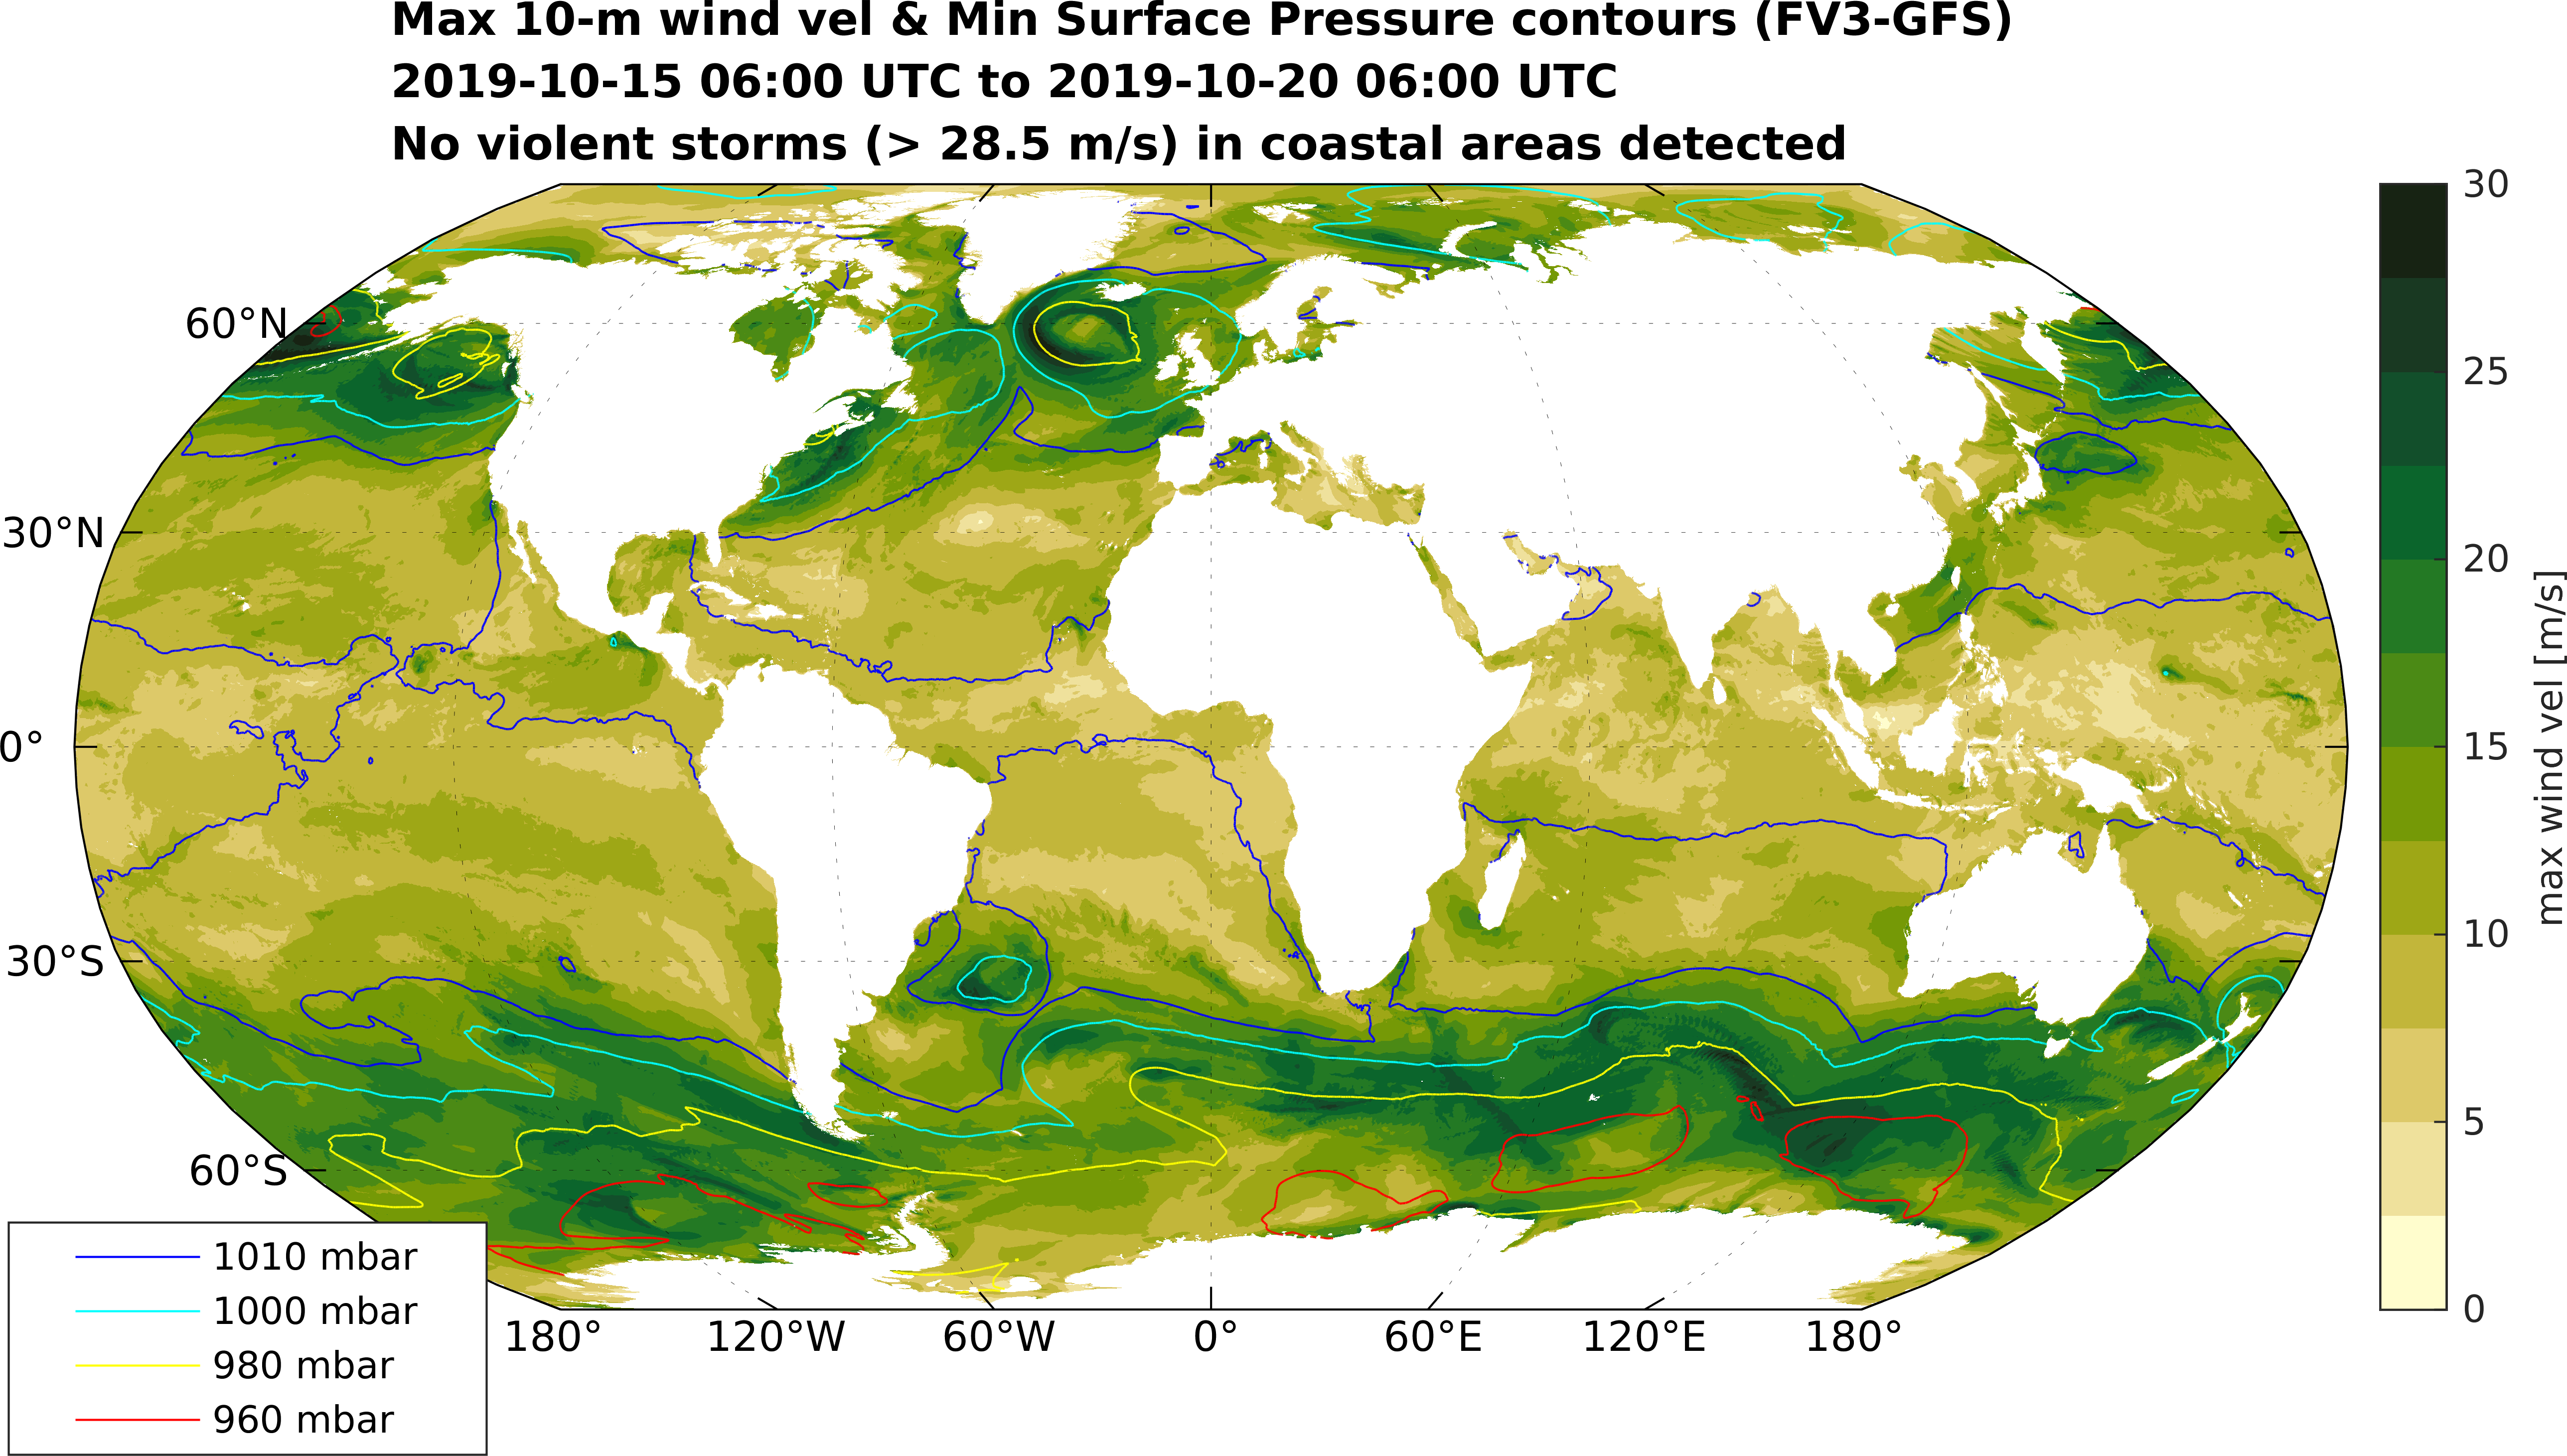 Max 10-m wind vel & Min Surface Pressure contours (FV3-GFS)
2019-10-15 06:00 UTC to 2019-10-20 06:00 UTC
No violent storms (> 28.5 m/s) in coastal areas detected
60°N
30°N
0°
30°S
60°S
180°
120°W
60°W
0°
60°E
120°E
180°
1010 mbar
1000 mbar
980 mbar
960 mbar
30
25
20
15
10
5
0
max wind vel [m/s]